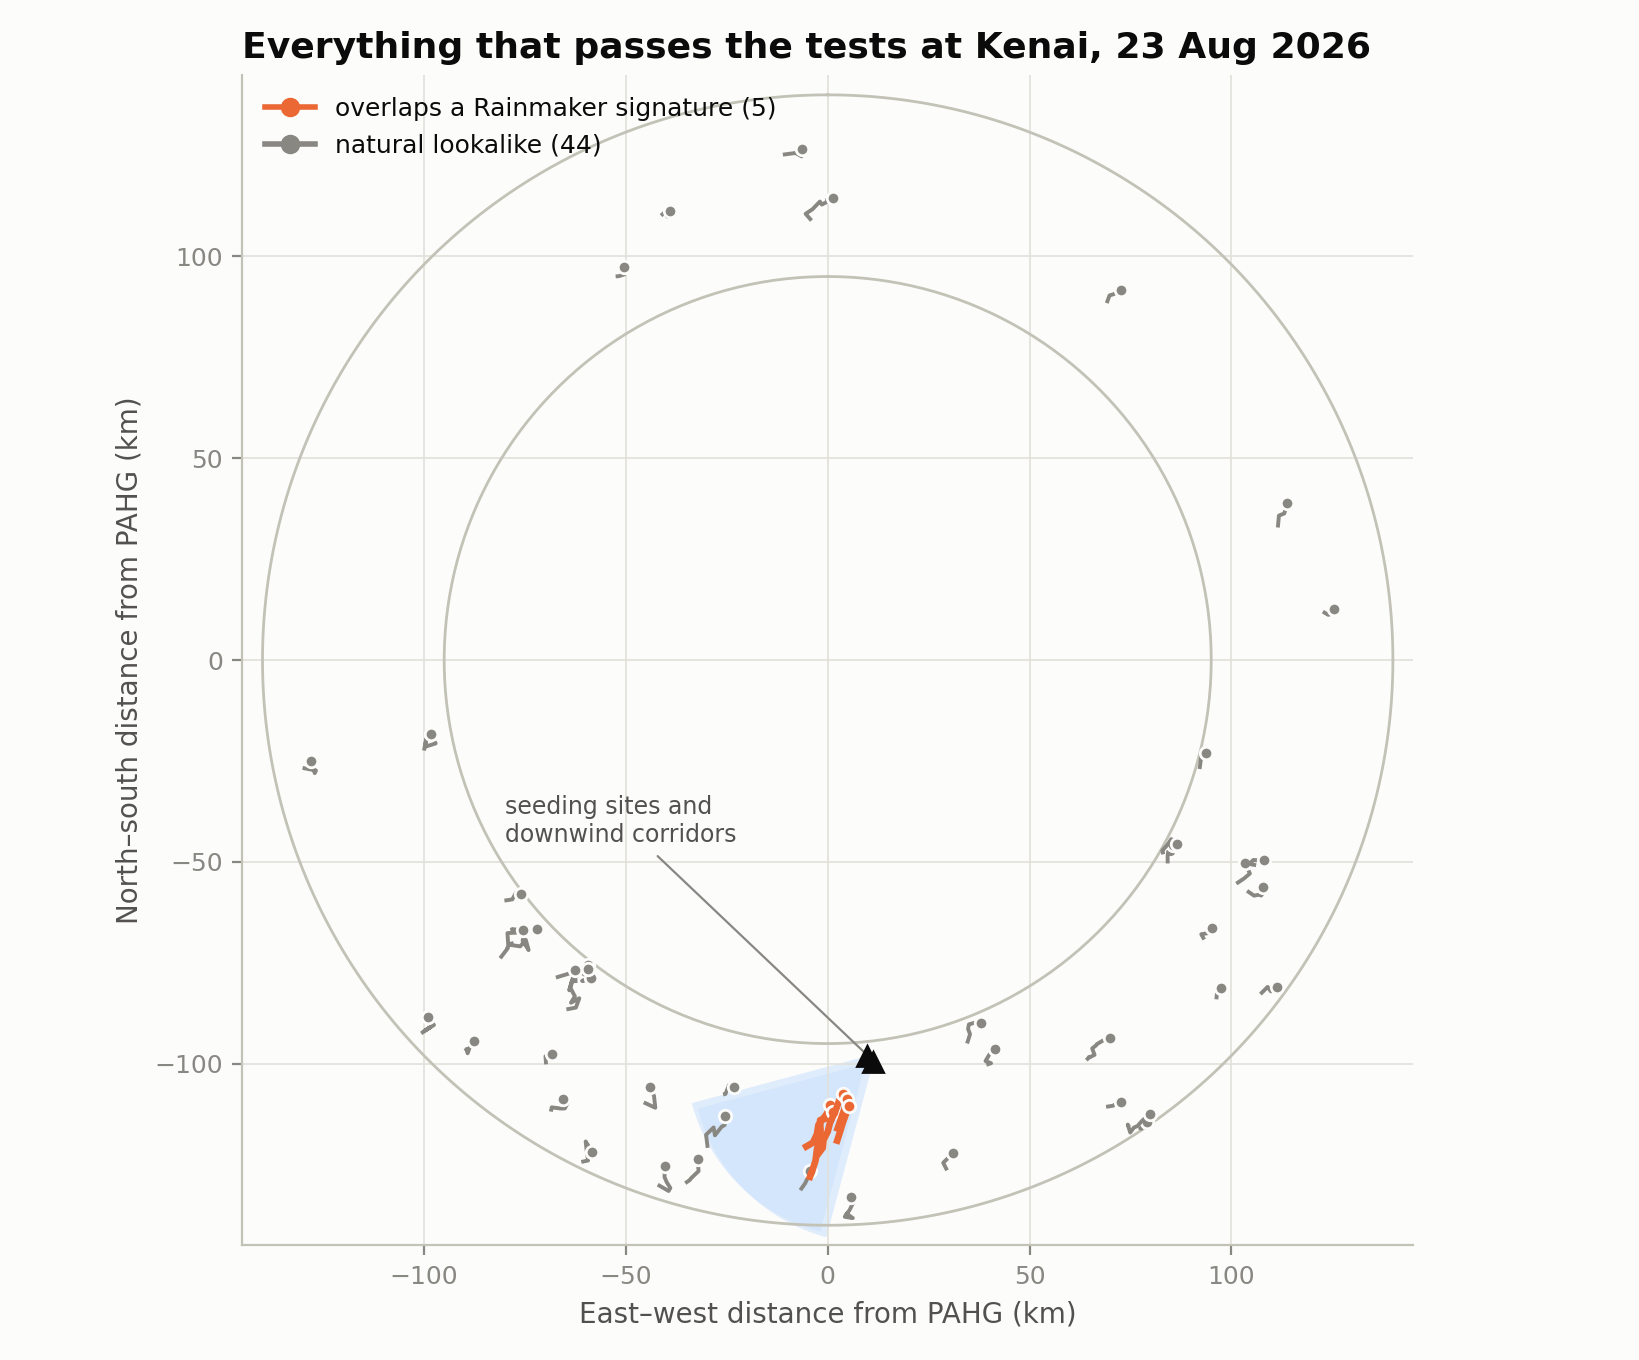 Everything that passes the tests at Kenai, 23 Aug 2026
overlaps a Rainmaker signature (5)
natural lookalike (44)
100
50
0
−50
−100
North–south distance from PAHG (km)
seeding sites and
downwind corridors
−100
−50
0
50
100
East–west distance from PAHG (km)